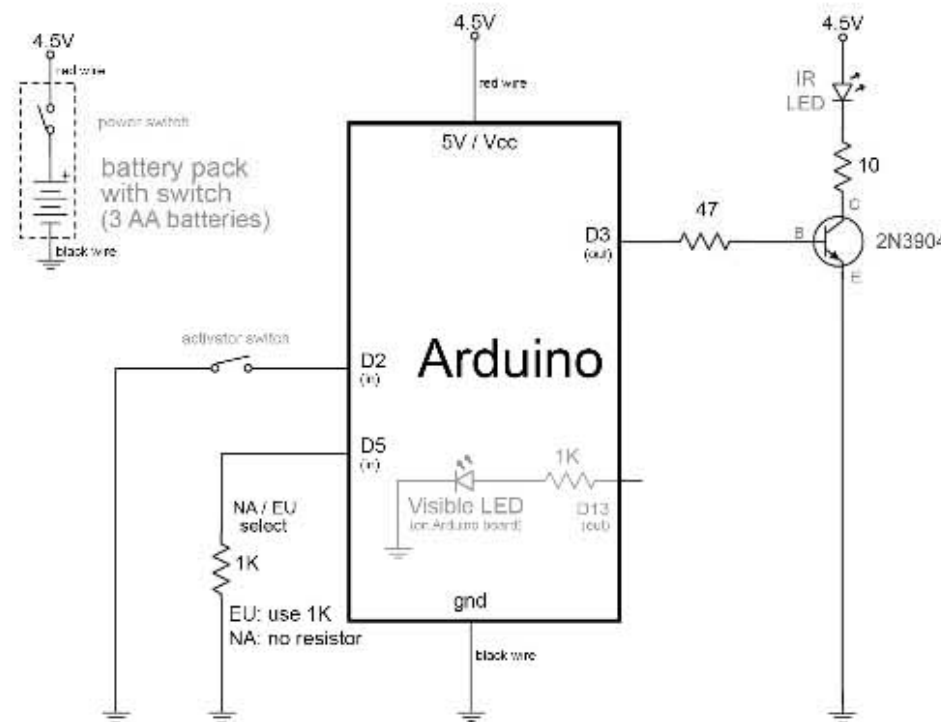 4.5V
red wire
power switch
+
battery pack
with switch
(3 AA batteries)
black wire
4.5V
red wire
5V / Vcc
4.5V
IR
LED
10
C
47
B
2N3904
E
D3
(out)
activator switch
D2
(in)
Arduino
D5
(in)
1K
Visible LED
(on Arduino board)
D13
(out)
NA / EU
select
1K
EU: use 1K
NA: no resistor
gnd
black wire